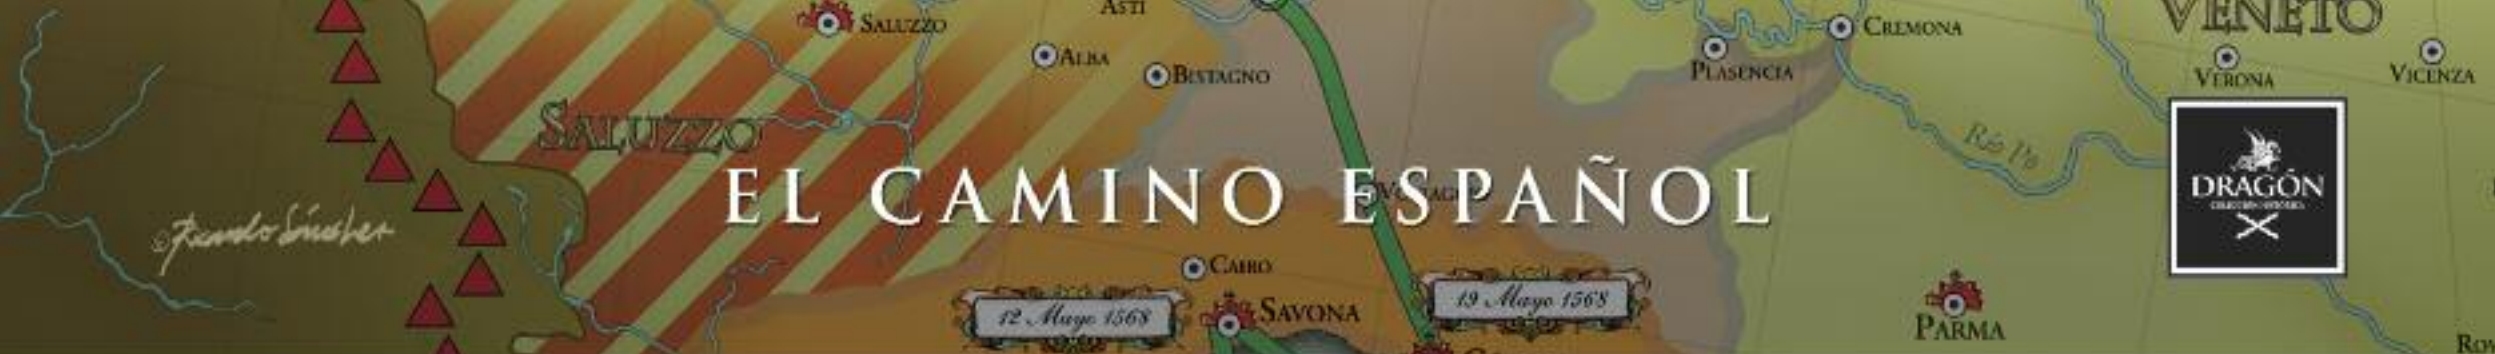 ASTI
SALUZZO
CREMONA
VENETO
ALBA
BISTAGNO
PLASENCIA
VERONA
VICENZA
SALUZZO
Río Po
EL CAMINO ESPAÑOL
DRAGÓN
CAIRO
12 Mayo 1568
SAVONA
19 Mayo 1568
PARMA